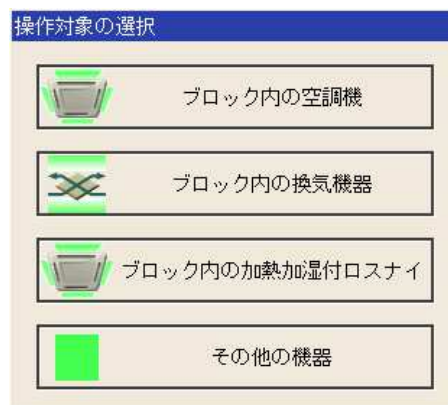 操作対象の選択
ブロック内の空調機
ブロック内の換気機器
ブロック内の加熱加湿付ロスナイ
その他の機器